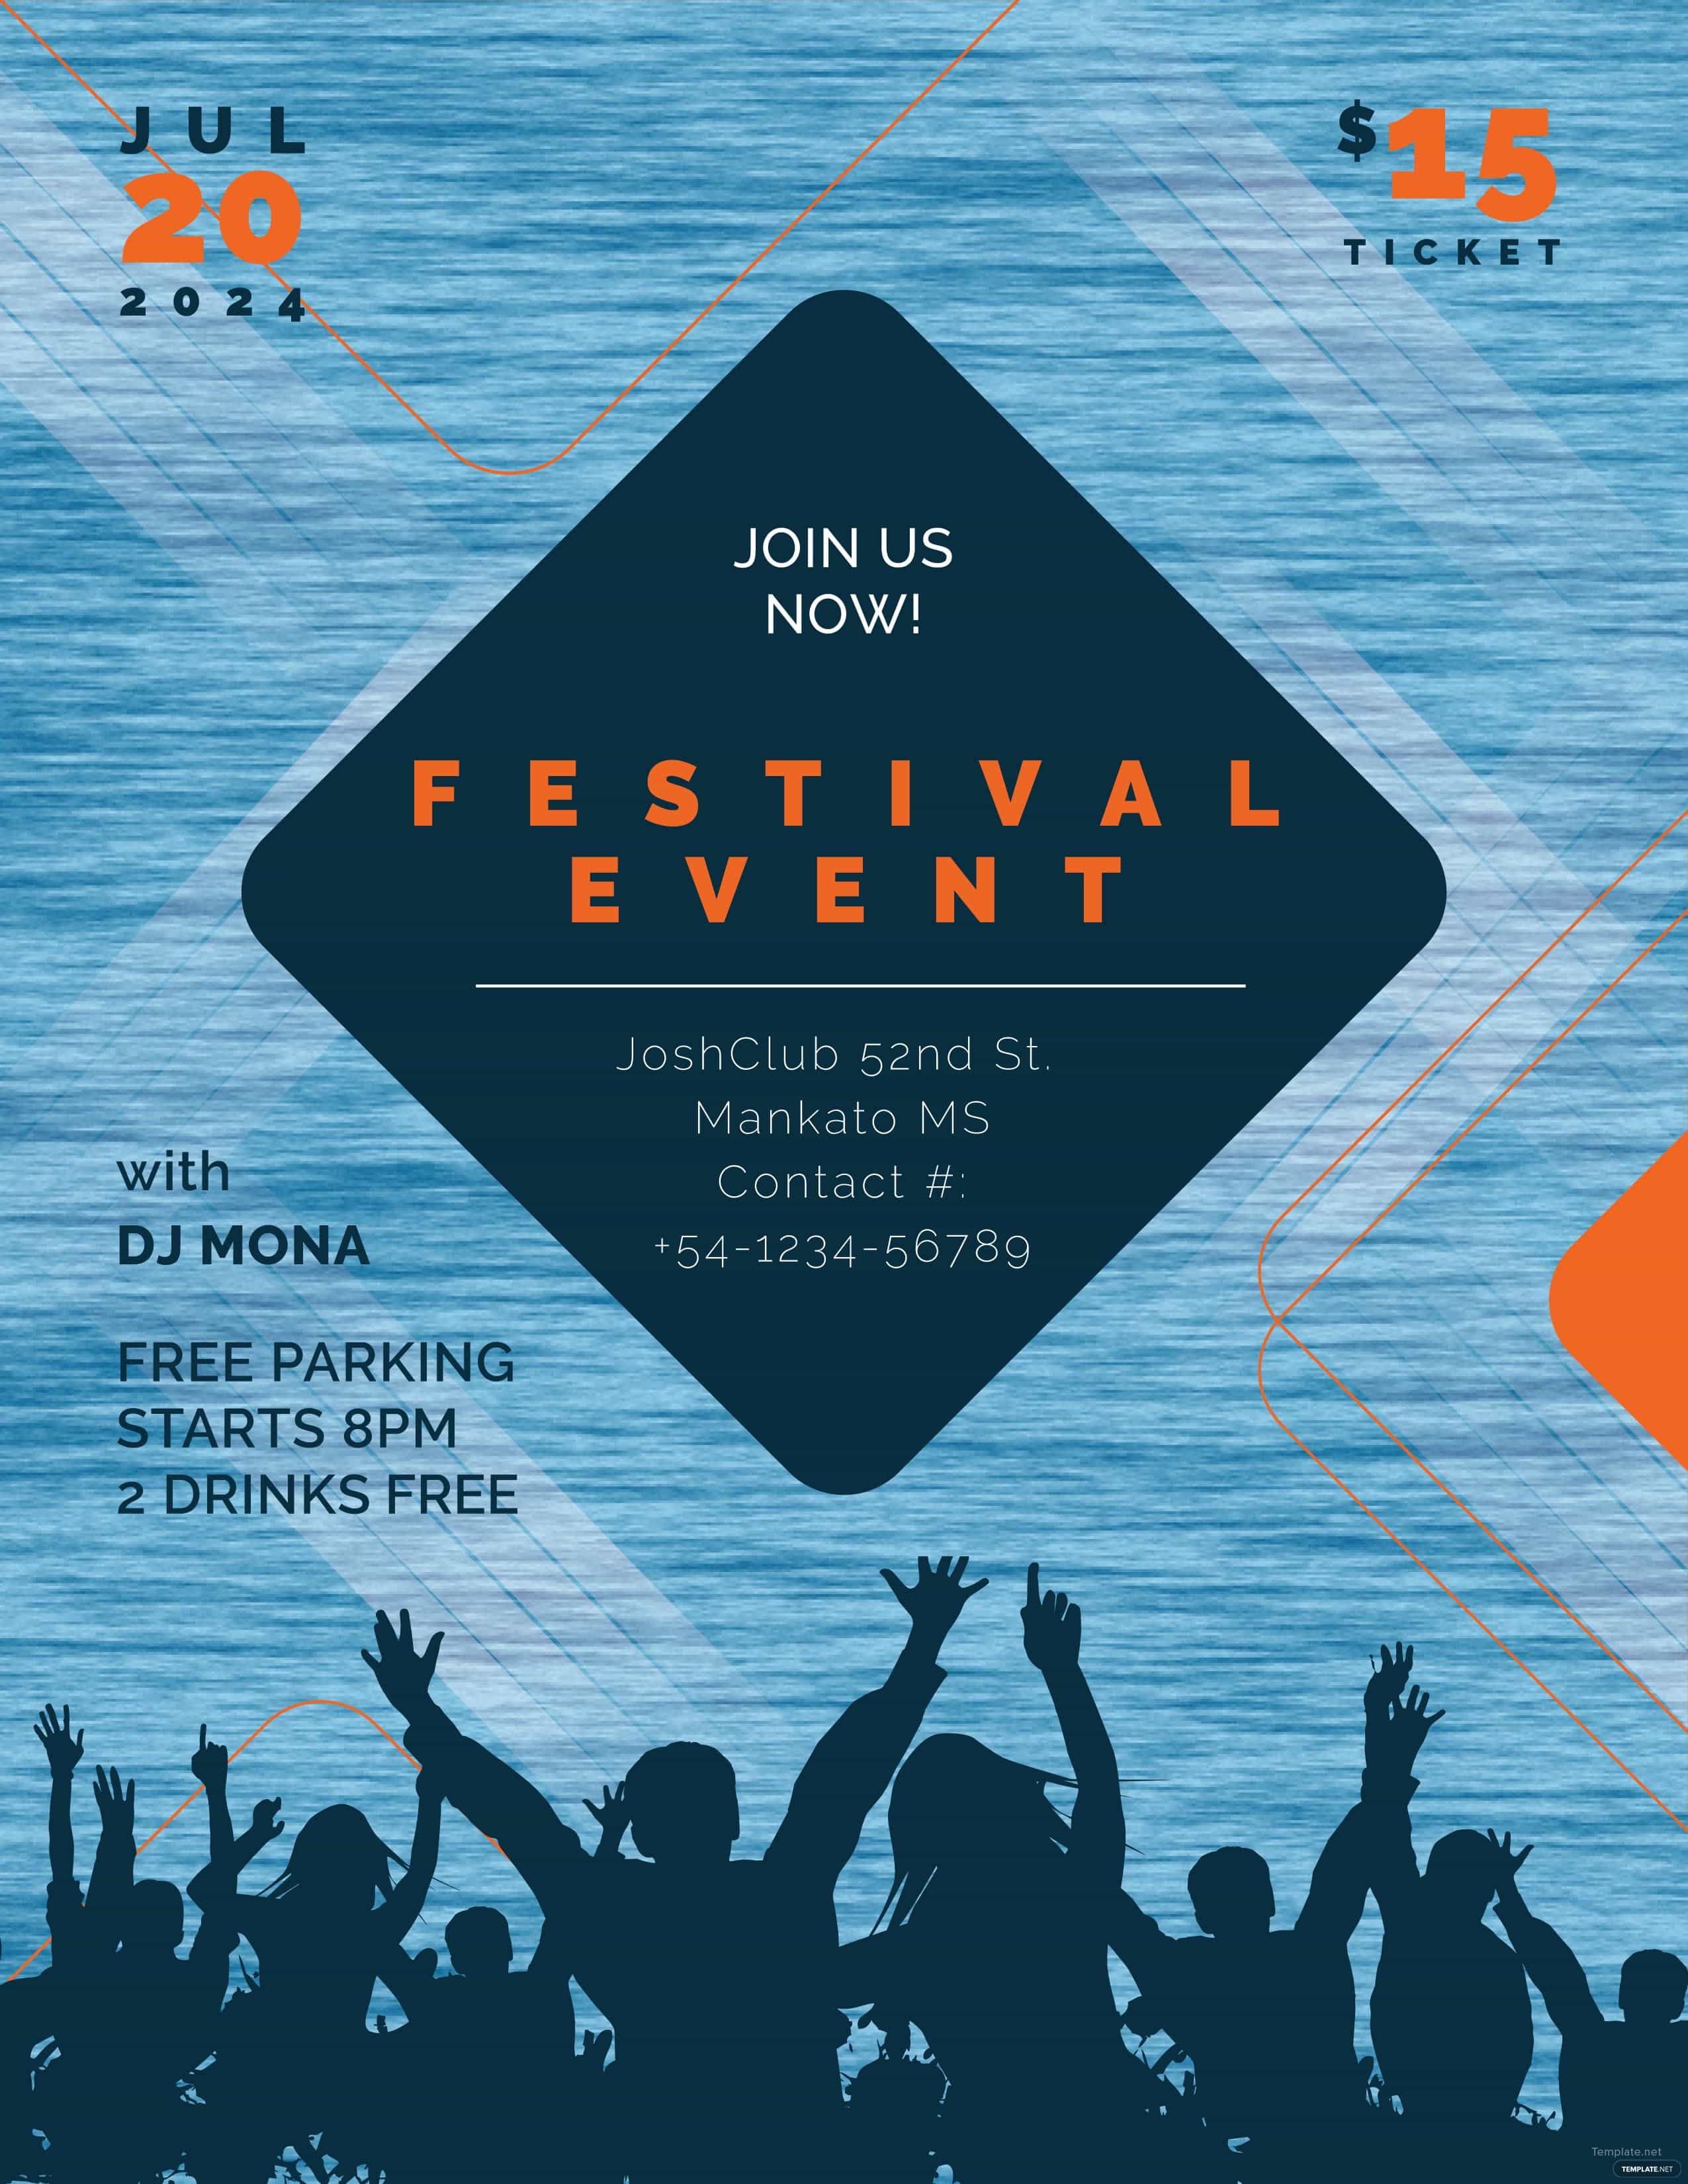 JUL
20
2024
$15
TICKET
JOIN US
NOW!
FESTIVAL
EVENT
JoshClub 52nd St.
Mankato MS
Contact #:
+54-1234-56789
with
DJ MONA
FREE PARKING
STARTS 8PM
2 DRINKS FREE
Template.net
TEMPLATE.NET